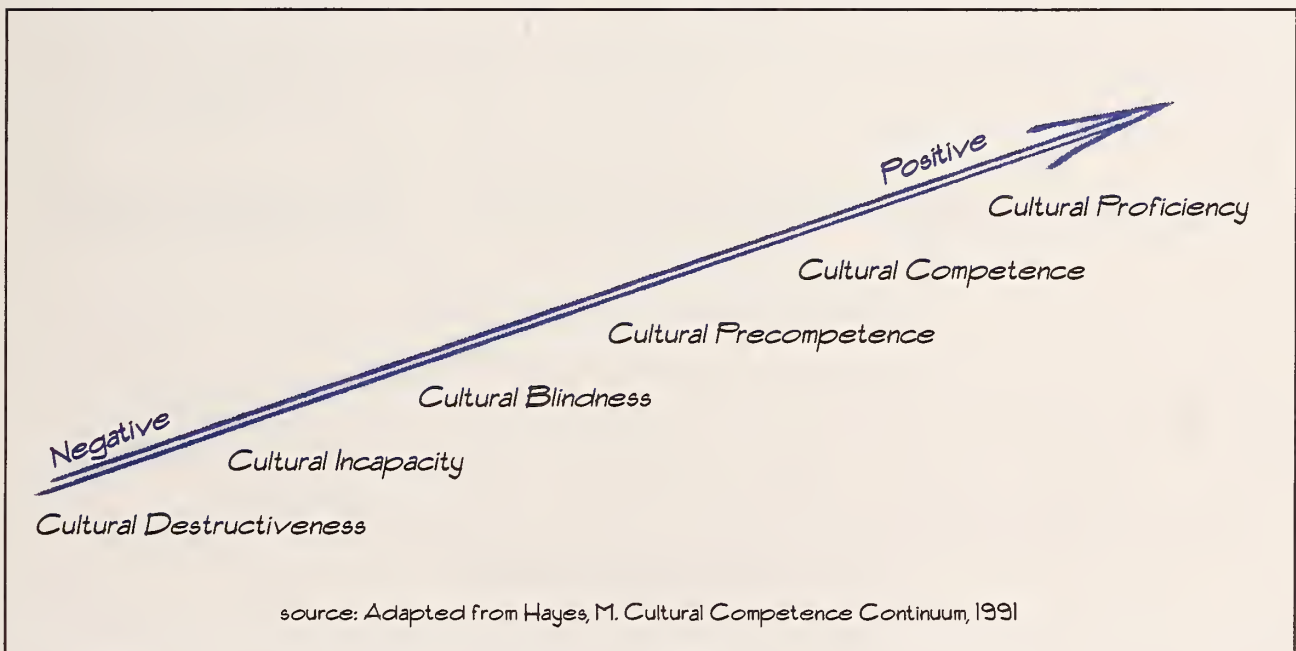 Positive
Cultural Proficiency
Cultural Competence
Cultural Precompetence
Cultural Blindness
Negative
Cultural Incapacity
Cultural Destructiveness
source: Adapted from Hayes, M. Cultural Competence Continuum, 1991